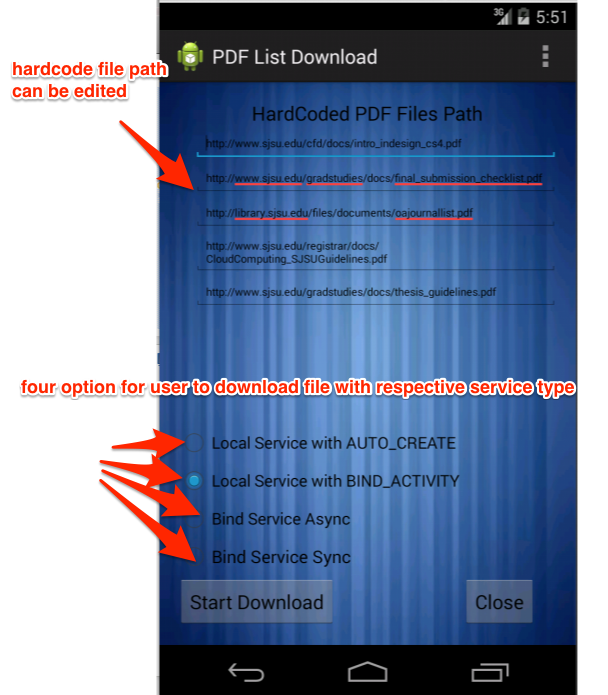 3G 5:51
PDF List Download
hardcode file path
can be edited
HardCoded PDF Files Path
http://www.sjsu.edu/cfd/docs/intro_indesign_cs4.pdf
http://www.sjsu.edu/gradstudies/docs/final_submission_checklist.pdf
http://library.sjsu.edu/files/documents/oajournallist.pdf
http://www.sjsu.edu/registrar/docs/
CloudComputing_SJSUGuidelines.pdf
http://www.sjsu.edu/gradstudies/docs/thesis_guidelines.pdf
four option for user to download file with respective service type
Local Service with AUTO_CREATE
Local Service with BIND_ACTIVITY
Bind Service Async
Bind Service Sync
Start Download
Close